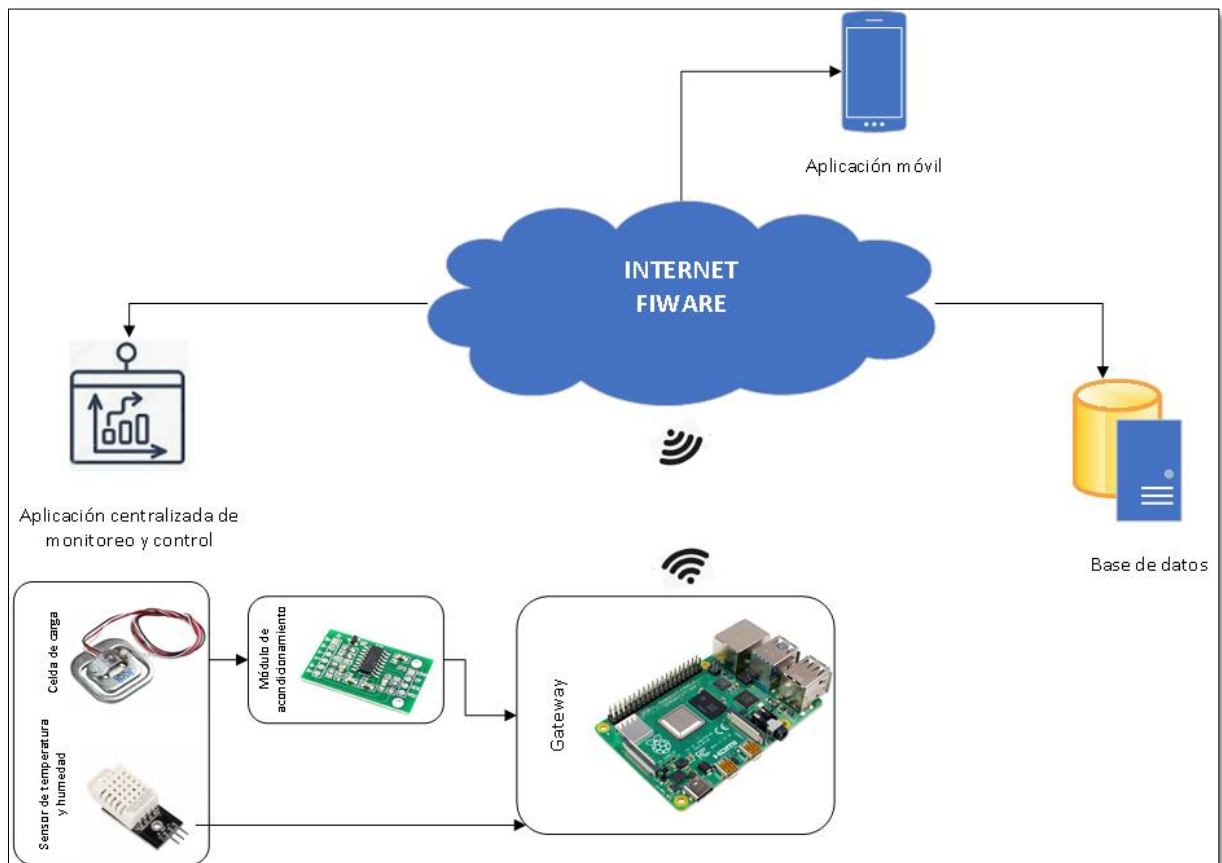 Aplicación móvil
INTERNET
FIWARE
Aplicación centralizada de
monitoreo y control
Base de datos
Celda de carga
Módulo de
acondicionamiento
Gateway
Sensor de temperatura
y humedad
HDMI